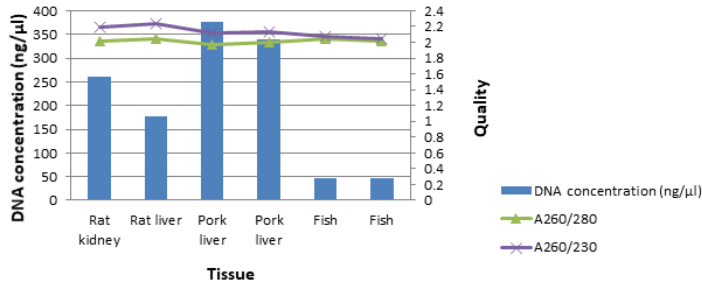 DNA concentration (ng/µl)
400
350
300
250
200
150
100
50
0
2.4
2.2
2
1.8
1.6
1.4
1.2
1
0.8
0.6
0.4
0.2
0
Quality
Rat kidney
Rat liver
Pork liver
Pork liver
Fish
Fish
Tissue
DNA concentration (ng/µl)
A260/280
A260/230